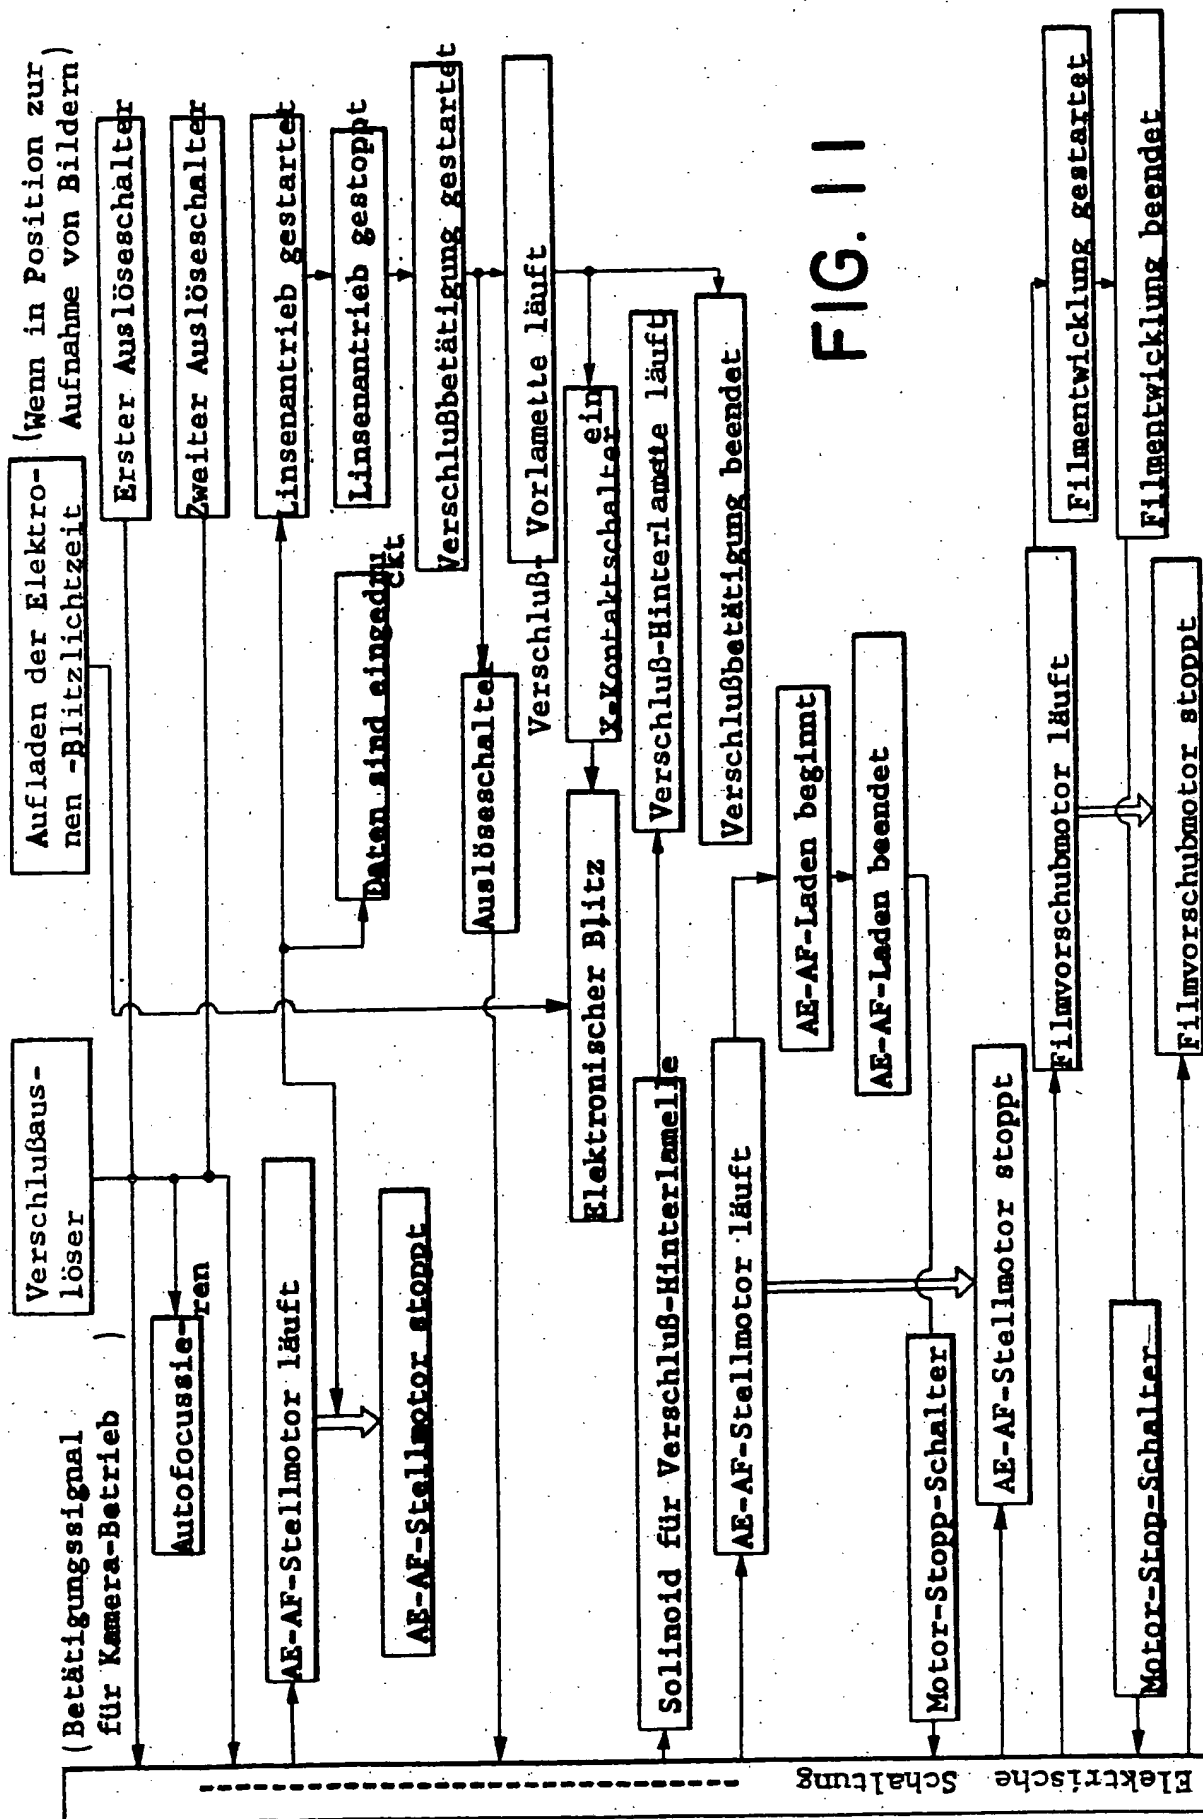 (Betätigungssignal
für Kamera-Betrieb)
Verschlußaus-
löser
Aufladen der Elektro-
nen -Blitzlichtzeit
(Wenn in Position zur
Aufnahme von Bildern)
Erster Auslöseschalter
Zweiter Auslöseschalter
Autofocussie-
ren
AE-AF-Stellmotor läuft
Linsenantrieb gestartet
Daten sind eingedru
ckt
Linsenantrieb gestoppt
AE-AF-Stellmotor stoppt
Verschlußbetätigung gestartet
Auslöseschalter
Verschluß- Vorlamette läuft
Elektronischer Blitz
ein
X-Kontaktschalter
Solinoid für Verschluß-Hinterlamelle
Verschluß-Hinterlamelle läuft
Verschlußbetätigung beendet
AE-AF-Stellmotor läuft
AE-AF-Laden beginnt
AE-AF-Laden beendet
Motor-Stopp-Schalter
AE-AF-Stellmotor stoppt
Filmvorschubmotor läuft
Filmentwicklung gestartet
Filmentwicklung beendet
Motor-Stop-Schalter
Filmvorschubmotor stoppt
Elektrische
Schaltung
FIG. 11